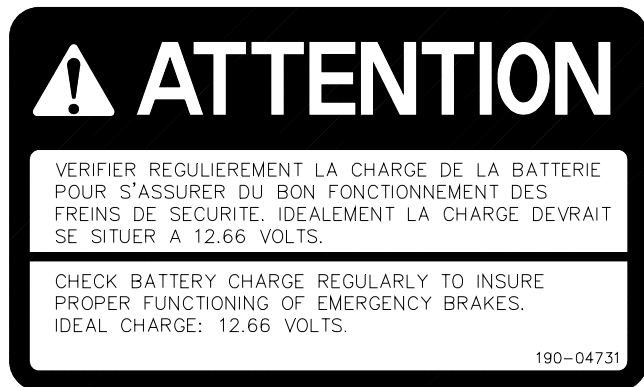 ATTENTION
VERIFIER REGULIEREMENT LA CHARGE DE LA BATTERIE
POUR S'ASSURER DU BON FONCTIONNEMENT DES
FREINS DE SECURITE. IDEALEMENT LA CHARGE DEVRAIT
SE SITUER A 12.66 VOLTS.
CHECK BATTERY CHARGE REGULARLY TO INSURE
PROPER FUNCTIONING OF EMERGENCY BRAKES.
IDEAL CHARGE: 12.66 VOLTS.
190-04731